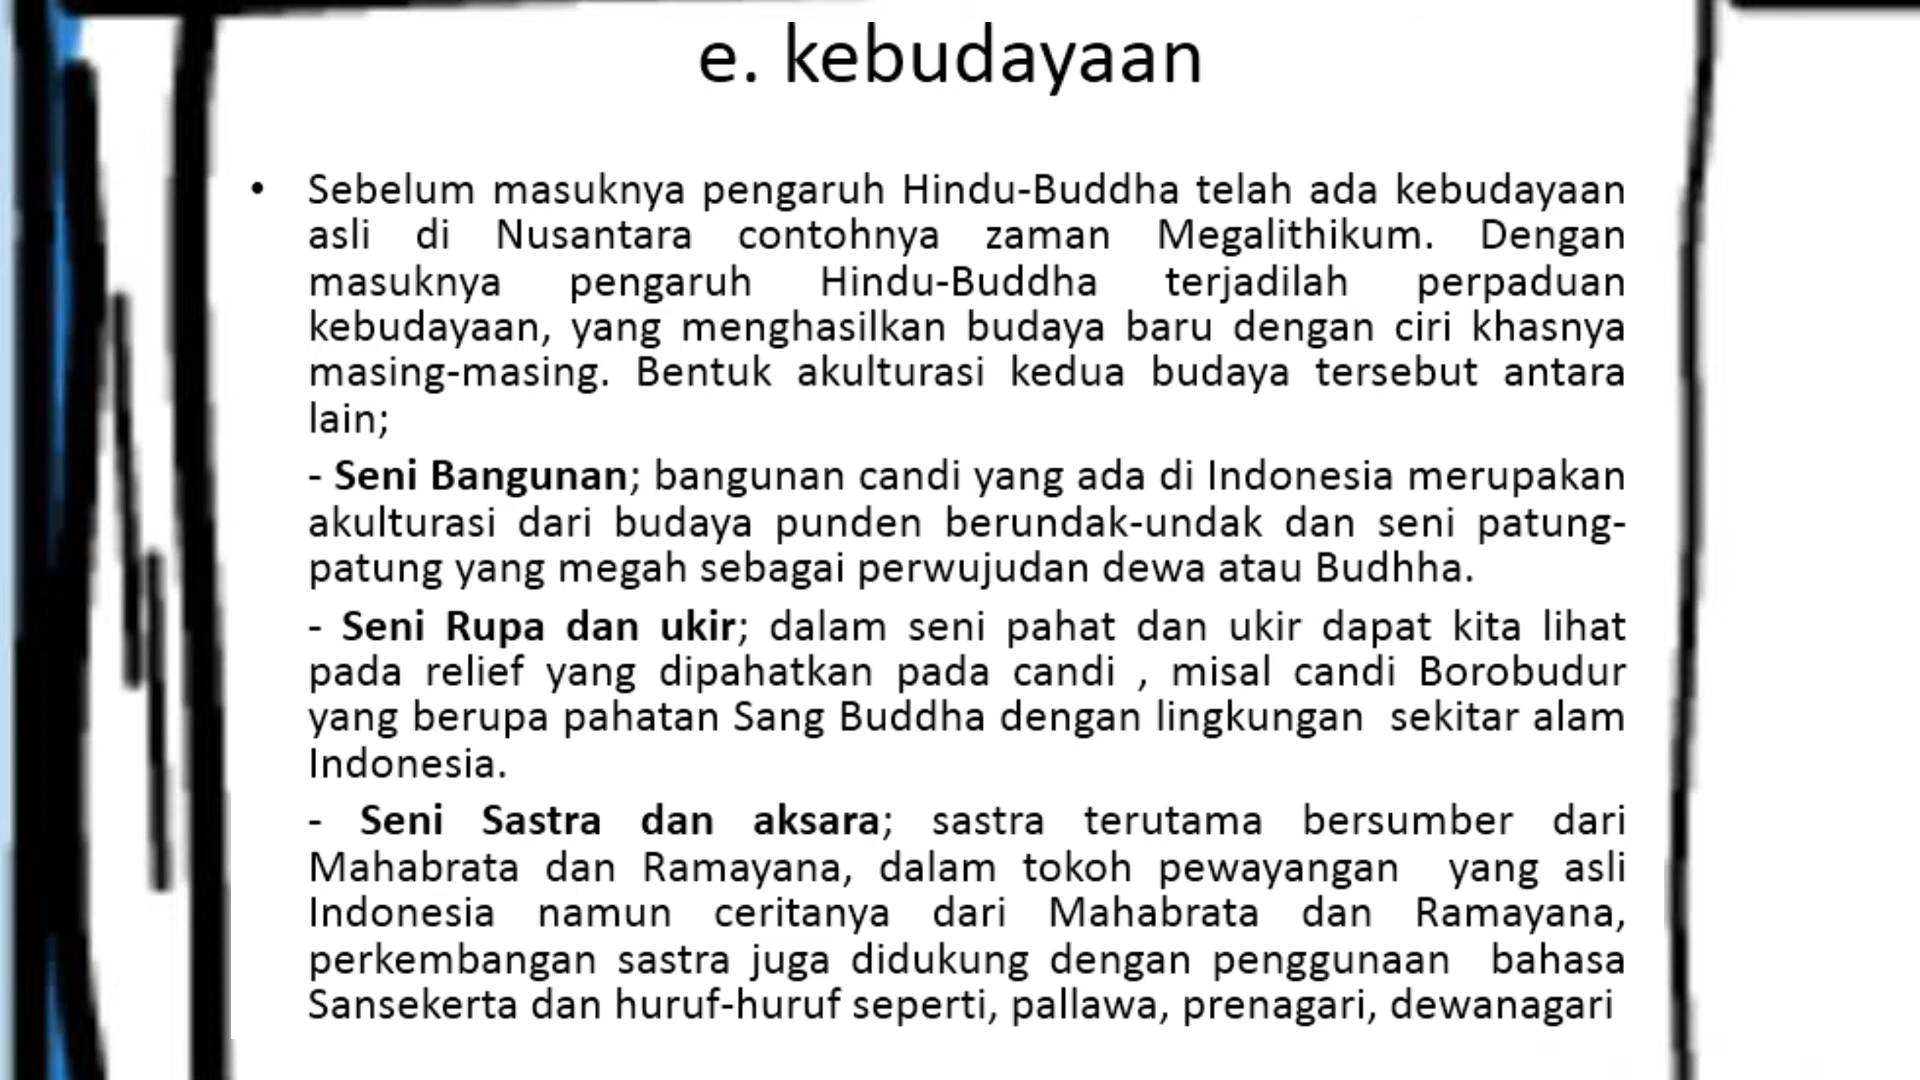 e. kebudayaan
• Sebelum masuknya pengaruh Hindu-Buddha telah ada kebudayaan
asli di Nusantara contohnya zaman Megalithikum. Dengan
masuknya pengaruh Hindu-Buddha terjadilah perpaduan
kebudayaan, yang menghasilkan budaya baru dengan ciri khasnya
masing-masing. Bentuk akulturasi kedua budaya tersebut antara
lain;
- Seni Bangunan; bangunan candi yang ada di Indonesia merupakan
akulturasi dari budaya punden berundak-undak dan seni patung-
patung yang megah sebagai perwujudan dewa atau Budhha.
- Seni Rupa dan ukir; dalam seni pahat dan ukir dapat kita lihat
pada relief yang dipahatkan pada candi , misal candi Borobudur
yang berupa pahatan Sang Buddha dengan lingkungan sekitar alam
Indonesia.
- Seni Sastra dan aksara; sastra terutama bersumber dari
Mahabrata dan Ramayana, dalam tokoh pewayangan yang asli
Indonesia namun ceritanya dari Mahabrata dan Ramayana,
perkembangan sastra juga didukung dengan penggunaan bahasa
Sansekerta dan huruf-huruf seperti, pallawa, prenagari, dewanagari